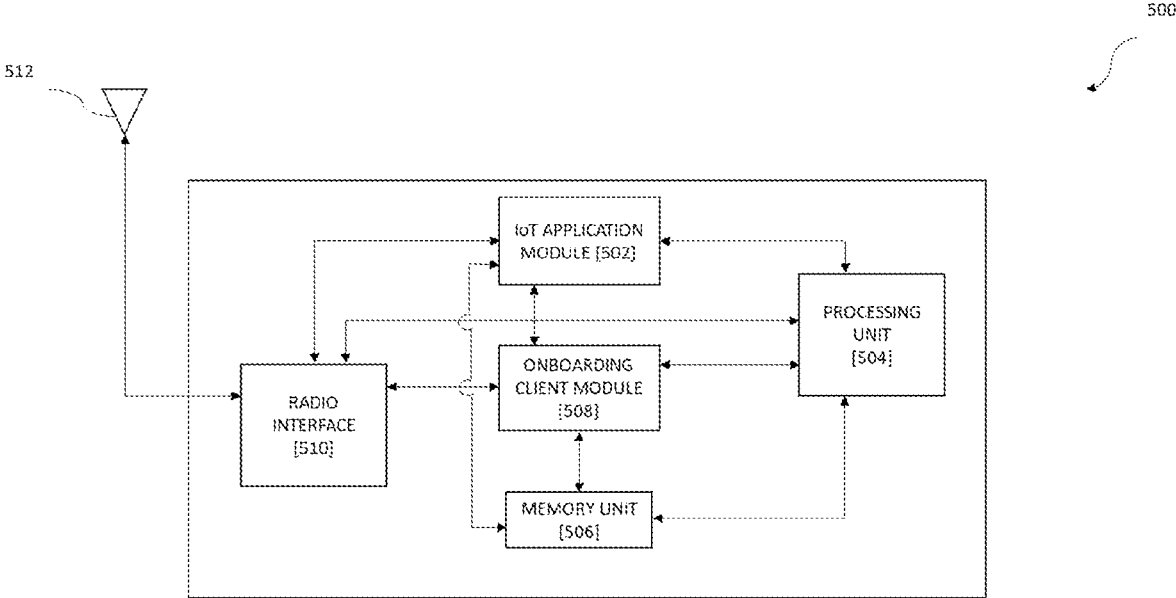 500
512
IoT APPLICATION
MODULE [502]
PROCESSING
UNIT
[504]
ONBOARDING
CLIENT MODULE
[508]
RADIO
INTERFACE
[510]
MEMORY UNIT
[506]